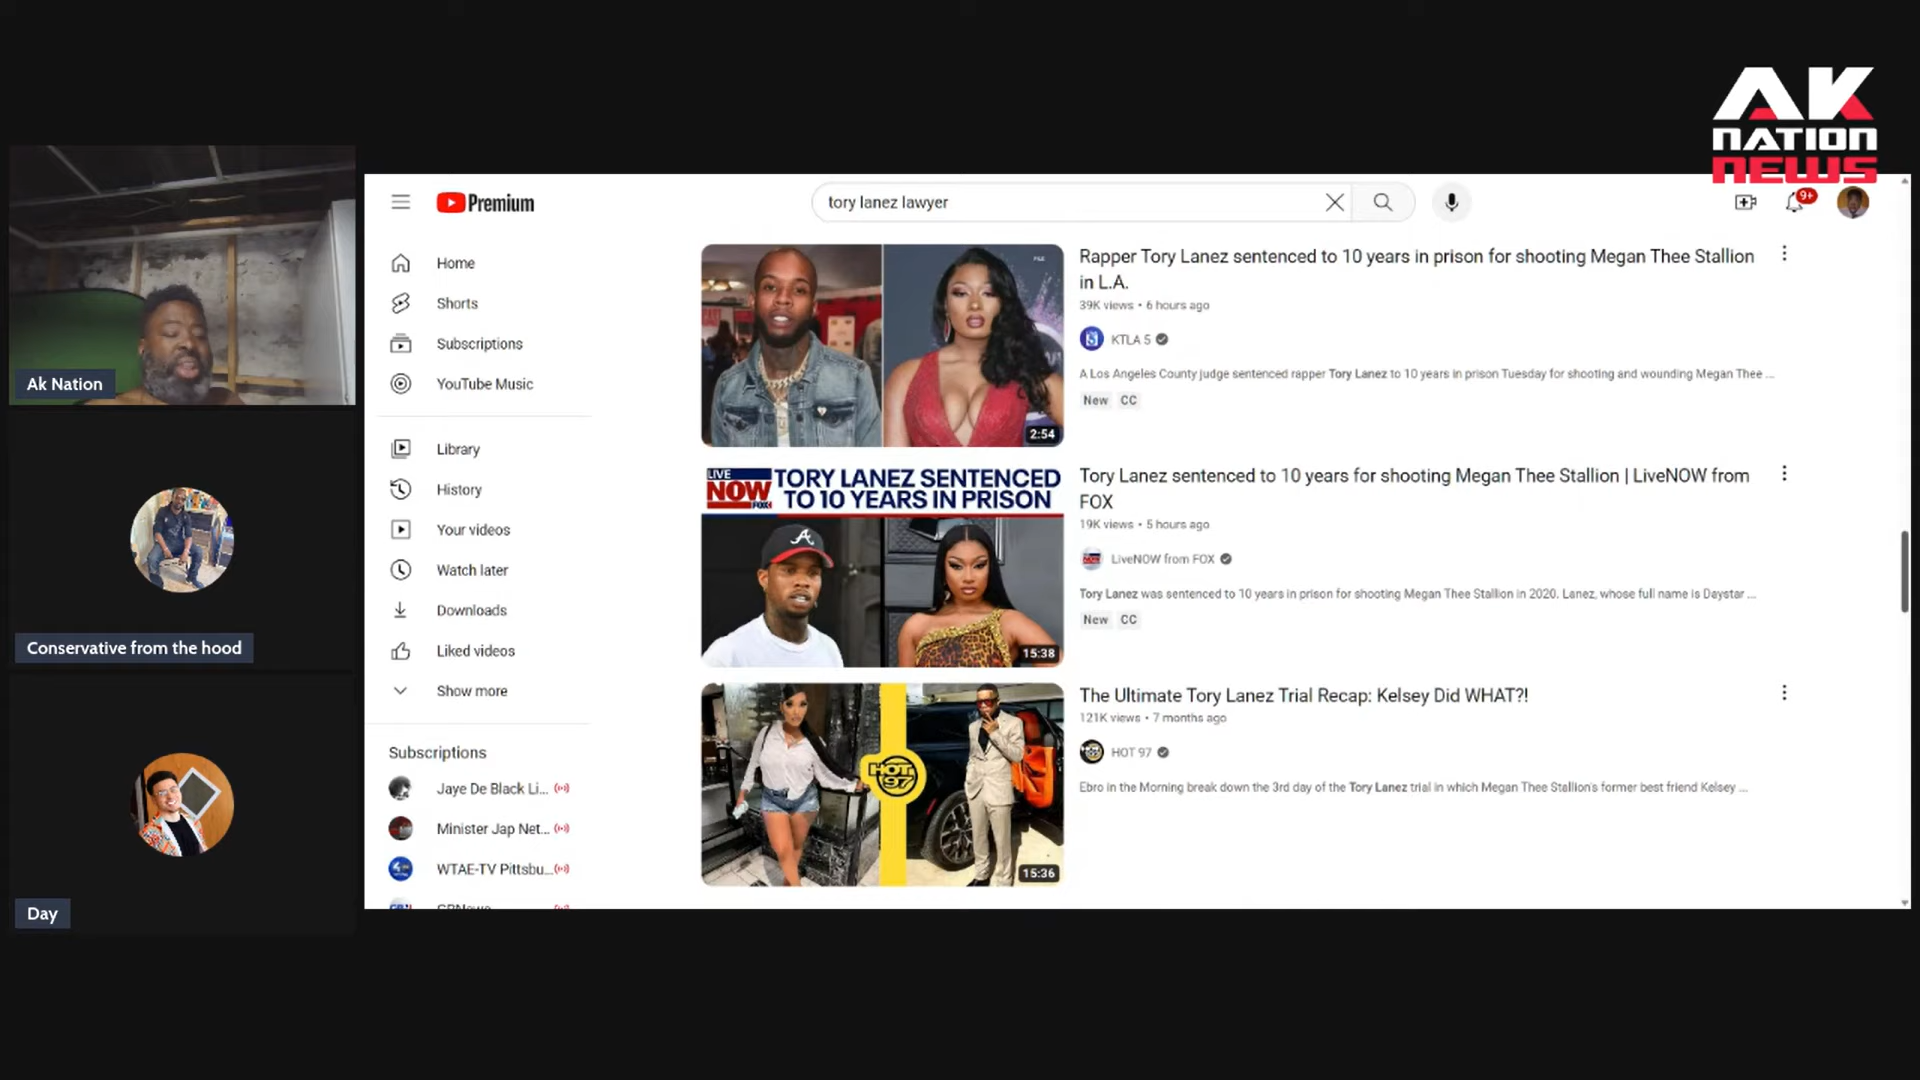 AK
NATION
NEWS
Ak Nation
Conservative from the hood
Day
Premium
tory lanez lawyer
9+
Home
Shorts
Subscriptions
YouTube Music
Library
History
Your videos
Watch later
Downloads
Liked videos
Show more
Subscriptions
Jaye De Black Li...
Minister Jap Net...
WTAE-TV Pittsbu...
GBNews
2:54
Rapper Tory Lanez sentenced to 10 years in prison for shooting Megan Thee Stallion
in L.A.
39K views • 6 hours ago
KTLA 5
A Los Angeles County judge sentenced rapper Tory Lanez to 10 years in prison Tuesday for shooting and wounding Megan Thee ...
New CC
LIVE
NOW
FOX
TORY LANEZ SENTENCED
TO 10 YEARS IN PRISON
A
15:38
Tory Lanez sentenced to 10 years for shooting Megan Thee Stallion | LiveNOW from
FOX
19K views • 5 hours ago
LiveNOW from FOX
Tory Lanez was sentenced to 10 years in prison for shooting Megan Thee Stallion in 2020. Lanez, whose full name is Daystar ...
New CC
HOT
97
15:36
The Ultimate Tory Lanez Trial Recap: Kelsey Did WHAT?!
121K views • 7 months ago
HOT 97
Ebro in the Morning break down the 3rd day of the Tory Lanez trial in which Megan Thee Stallion's former best friend Kelsey ...